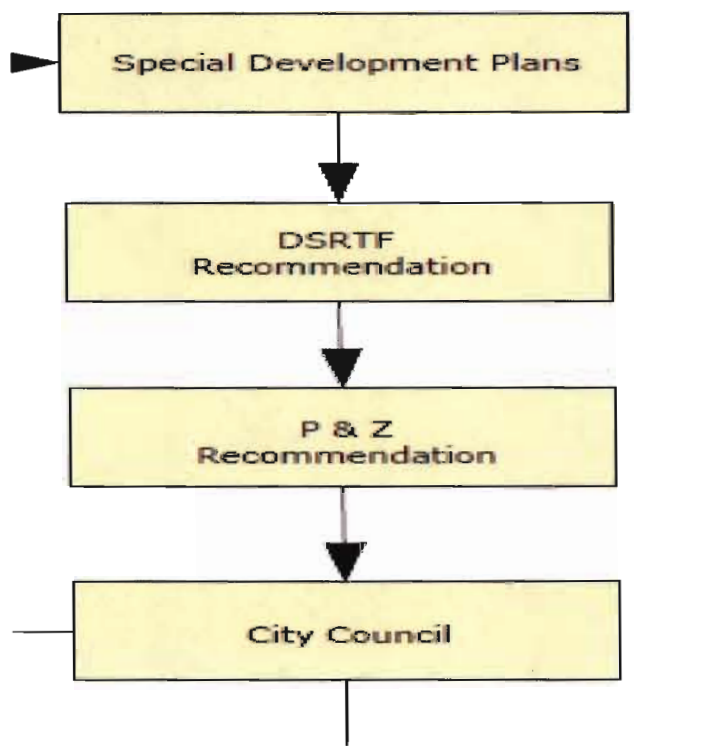 Special Development Plans
DSRTF
Recommendation
P & Z
Recommendation
City Council